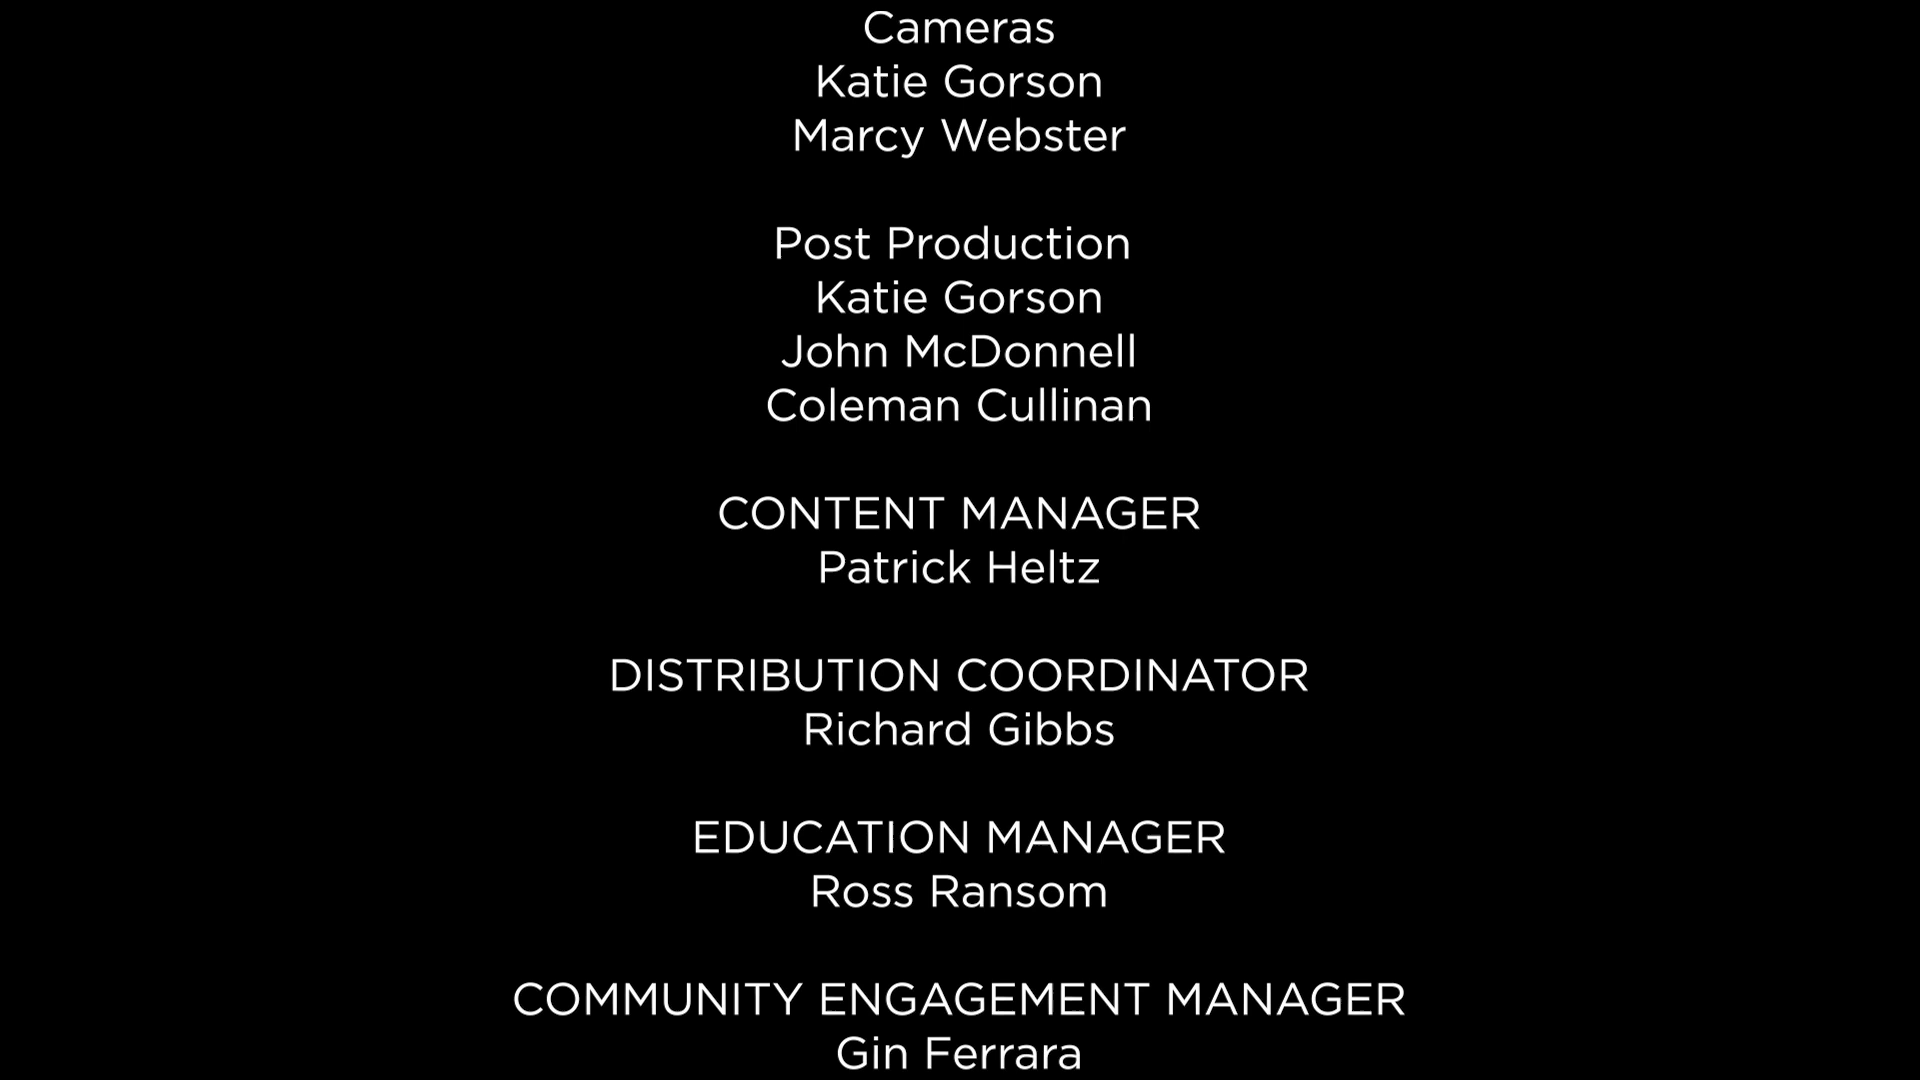 Cameras
Katie Gorson
Marcy Webster
Post Production
Katie Gorson
John McDonnell
Coleman Cullinan
CONTENT MANAGER
Patrick Heltz
DISTRIBUTION COORDINATOR
Richard Gibbs
EDUCATION MANAGER
Ross Ransom
COMMUNITY ENGAGEMENT MANAGER
Gin Ferrara